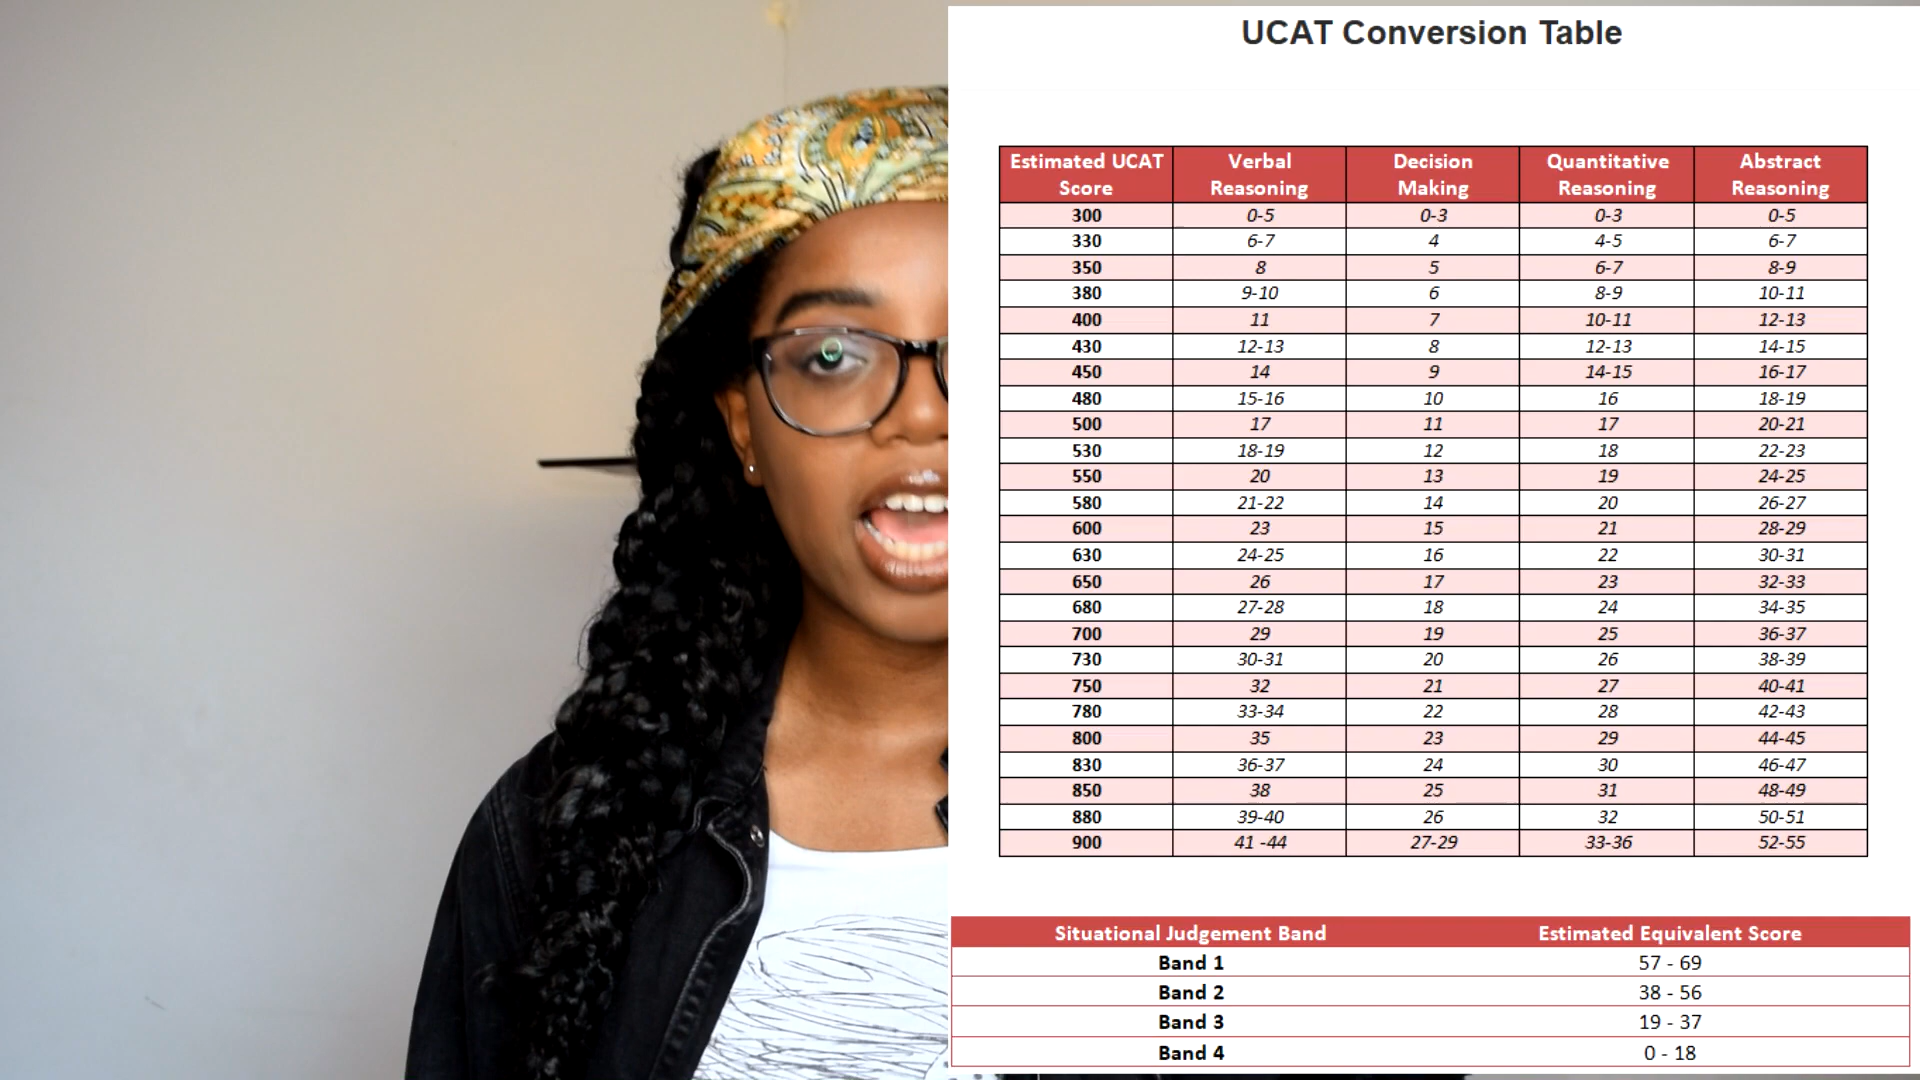 UCAT Conversion Table
Estimated UCAT Score Verbal Reasoning Decision Making Quantitative Reasoning Abstract Reasoning
300 0-5 0-3 0-3 0-5
330 6-7 4 4-5 6-7
350 8 5 6-7 8-9
380 9-10 6 8-9 10-11
400 11 7 10-11 12-13
430 12-13 8 12-13 14-15
450 14 9 14-15 16-17
480 15-16 10 16 18-19
500 17 11 17 20-21
530 18-19 12 18 22-23
550 20 13 19 24-25
580 21-22 14 20 26-27
600 23 15 21 28-29
630 24-25 16 22 30-31
650 26 17 23 32-33
680 27-28 18 24 34-35
700 29 19 25 36-37
730 30-31 20 26 38-39
750 32 21 27 40-41
780 33-34 22 28 42-43
800 35 23 29 44-45
830 36-37 24 30 46-47
850 38 25 31 48-49
880 39-40 26 32 50-51
900 41 -44 27-29 33-36 52-55
Situational Judgement Band Estimated Equivalent Score
Band 1 57 - 69
Band 2 38 - 56
Band 3 19 - 37
Band 4 0 - 18